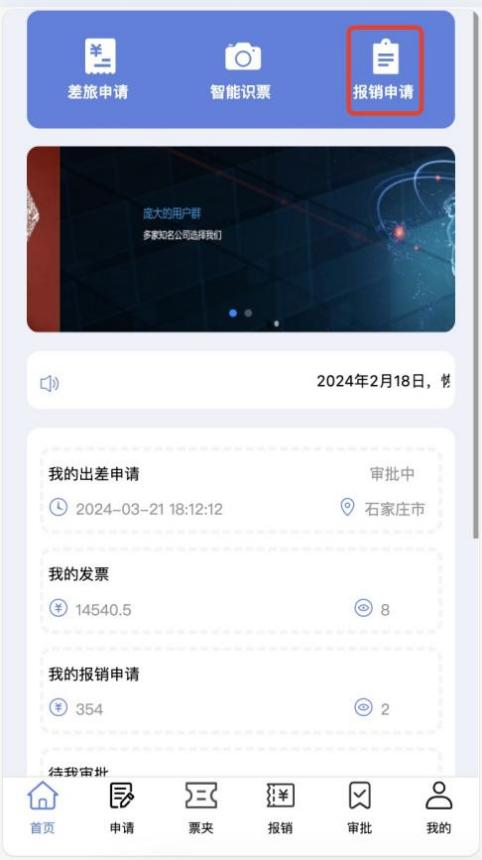 差旅申请
智能识票
报销申请
庞大的用户群
多家知名公司选择我们
2024年2月18日，
我的出差申请
审批中
2024-03-21 18:12:12
石家庄市
我的发票
14540.5
8
我的报销申请
354
2
待我审批
首页
申请
票夹
报销
审批
我的